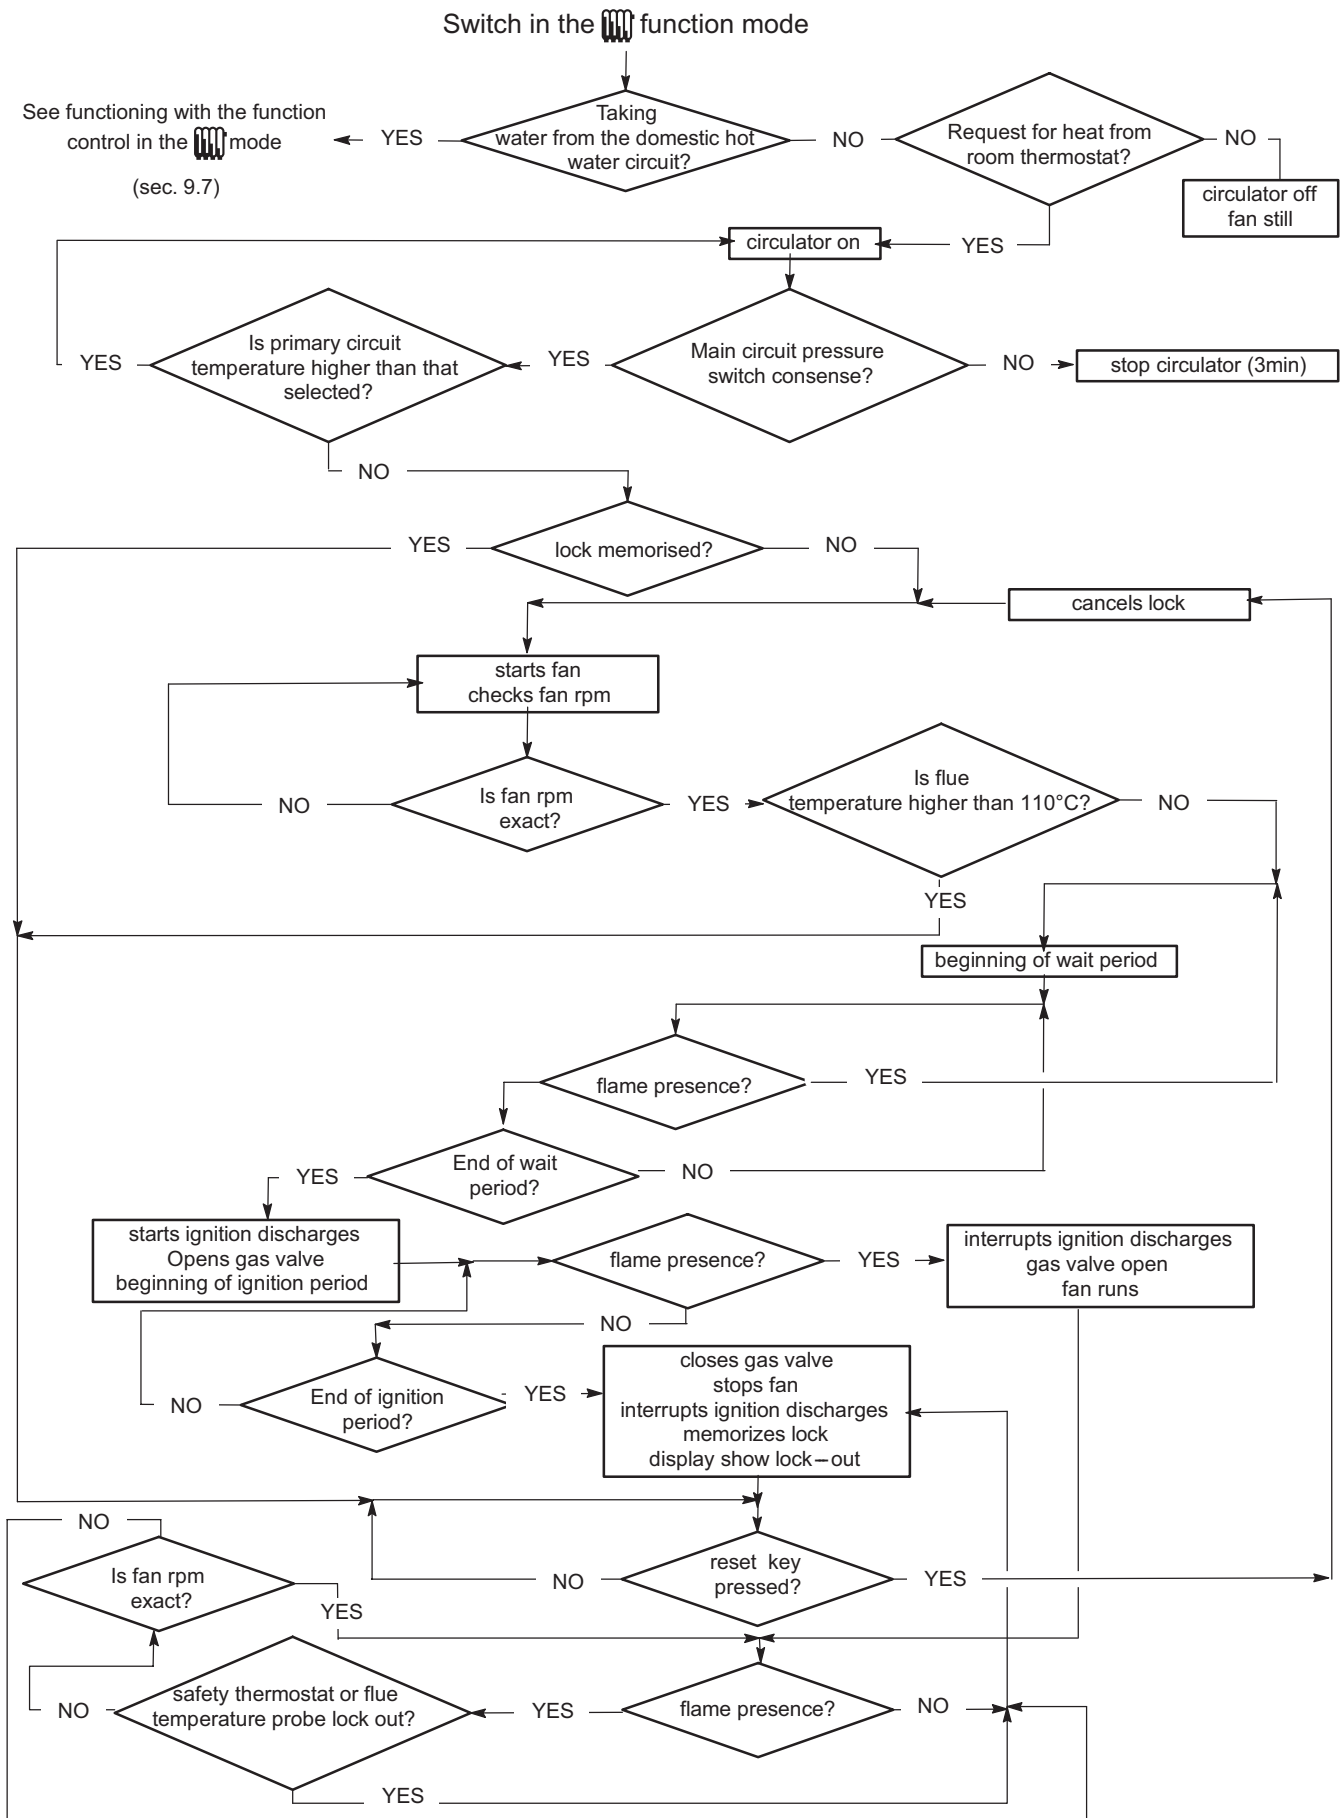 Switch in the function mode
See functioning with the function
control in the mode
(sec. 9.7)
YES
Taking
water from the domestic hot
water circuit?
NO
Request for heat from
room thermostat?
NO
circulator off
fan still
circulator on
YES
YES
Is primary circuit
temperature higher than that
selected?
YES
Main circuit pressure
switch consense?
NO
stop circulator (3min)
NO
YES
lock memorised?
NO
cancels lock
starts fan
checks fan rpm
NO
Is fan rpm
exact?
YES
Is flue
temperature higher than 110°C?
NO
YES
beginning of wait period
flame presence?
YES
YES
End of wait
period?
NO
starts ignition discharges
Opens gas valve
beginning of ignition period
flame presence?
YES
interrupts ignition discharges
gas valve open
fan runs
NO
NO
End of ignition
period?
YES
closes gas valve
stops fan
interrupts ignition discharges
memorizes lock
display show lock–out
NO
Is fan rpm
exact?
YES
NO
reset key
pressed?
YES
NO
safety thermostat or flue
temperature probe lock out?
YES
flame presence?
NO
YES